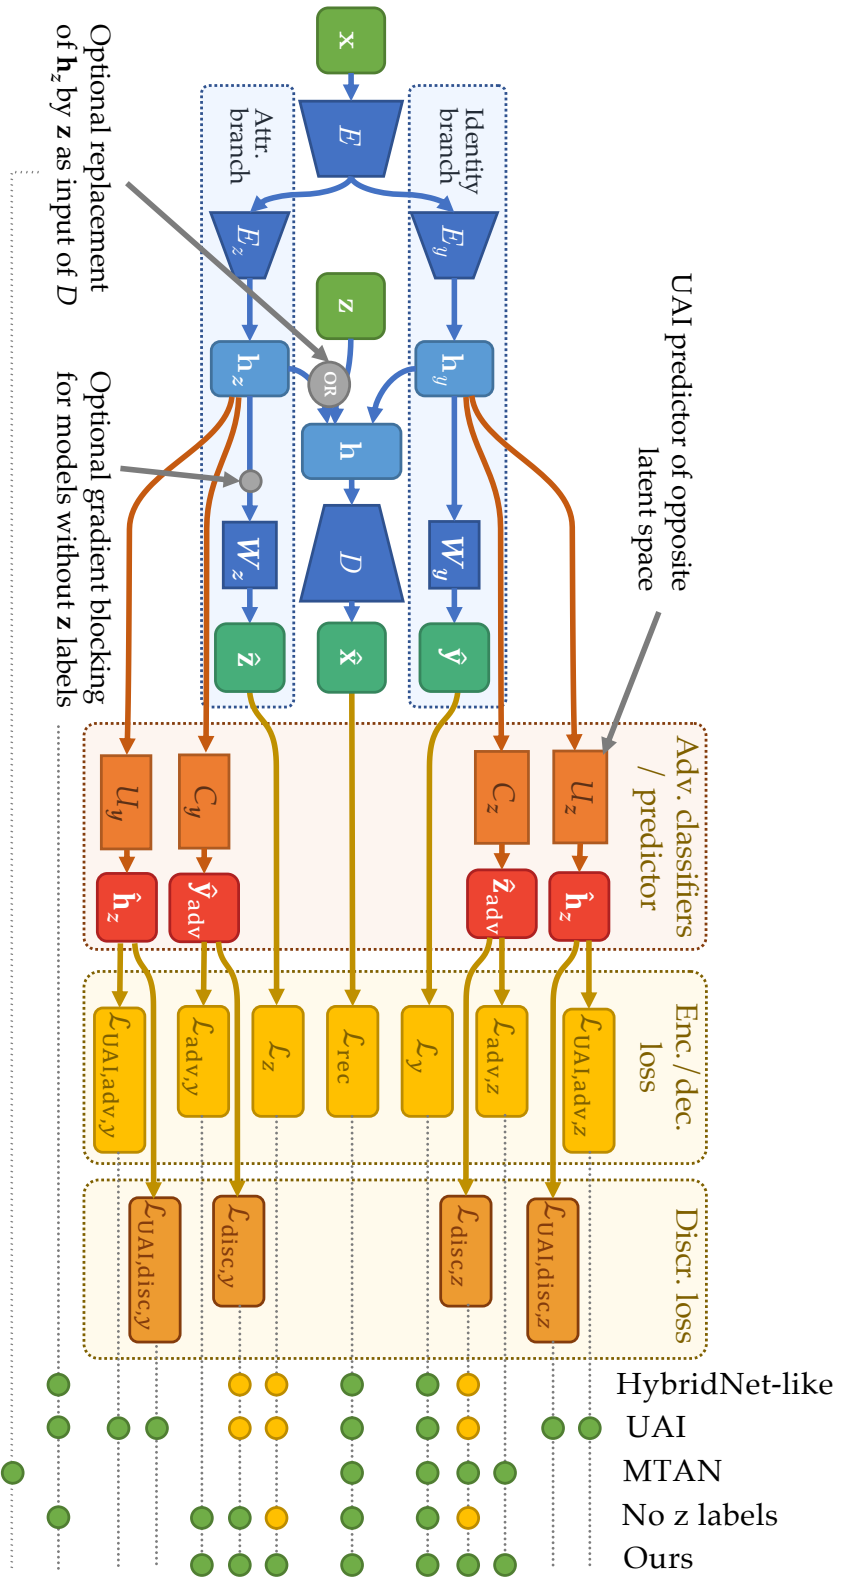 x
E
Identity
branch
Attr.
branch
E_y
E_z
z
h_y
h_z
OR
h
W_y
D
W_z
ŷ
x̂
ẑ
UAI predictor of opposite
latent space
Optional replacement
of h_z by z as input of D
Optional gradient blocking
for models without z labels
Adv. classifiers
/ predictor
U_z
C_z
C_y
U_y
ĥ_z
ẑ_adv
ŷ_adv
ĥ_z
Enc./dec.
loss
ℒ_UAI,adv,z
ℒ_adv,z
ℒ_y
ℒ_rec
ℒ_z
ℒ_adv,y
ℒ_UAI,adv,y
Discr. loss
ℒ_UAI,disc,z
ℒ_disc,z
ℒ_disc,y
ℒ_UAI,disc,y
HybridNet-like
UAI
MTAN
No z labels
Ours